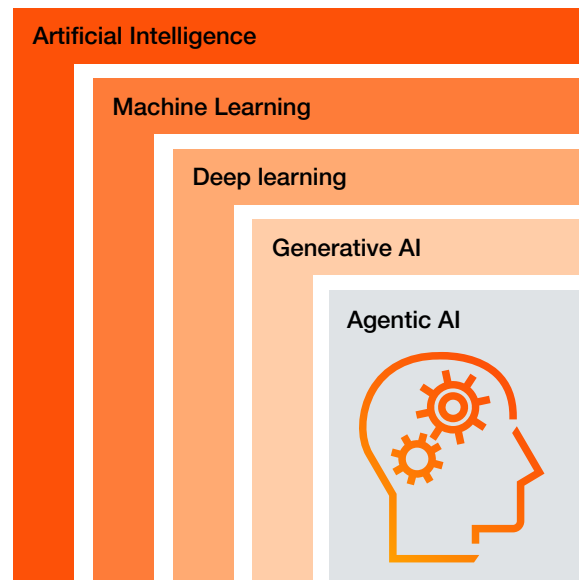 Artificial Intelligence
Machine Learning
Deep learning
Generative AI
Agentic AI